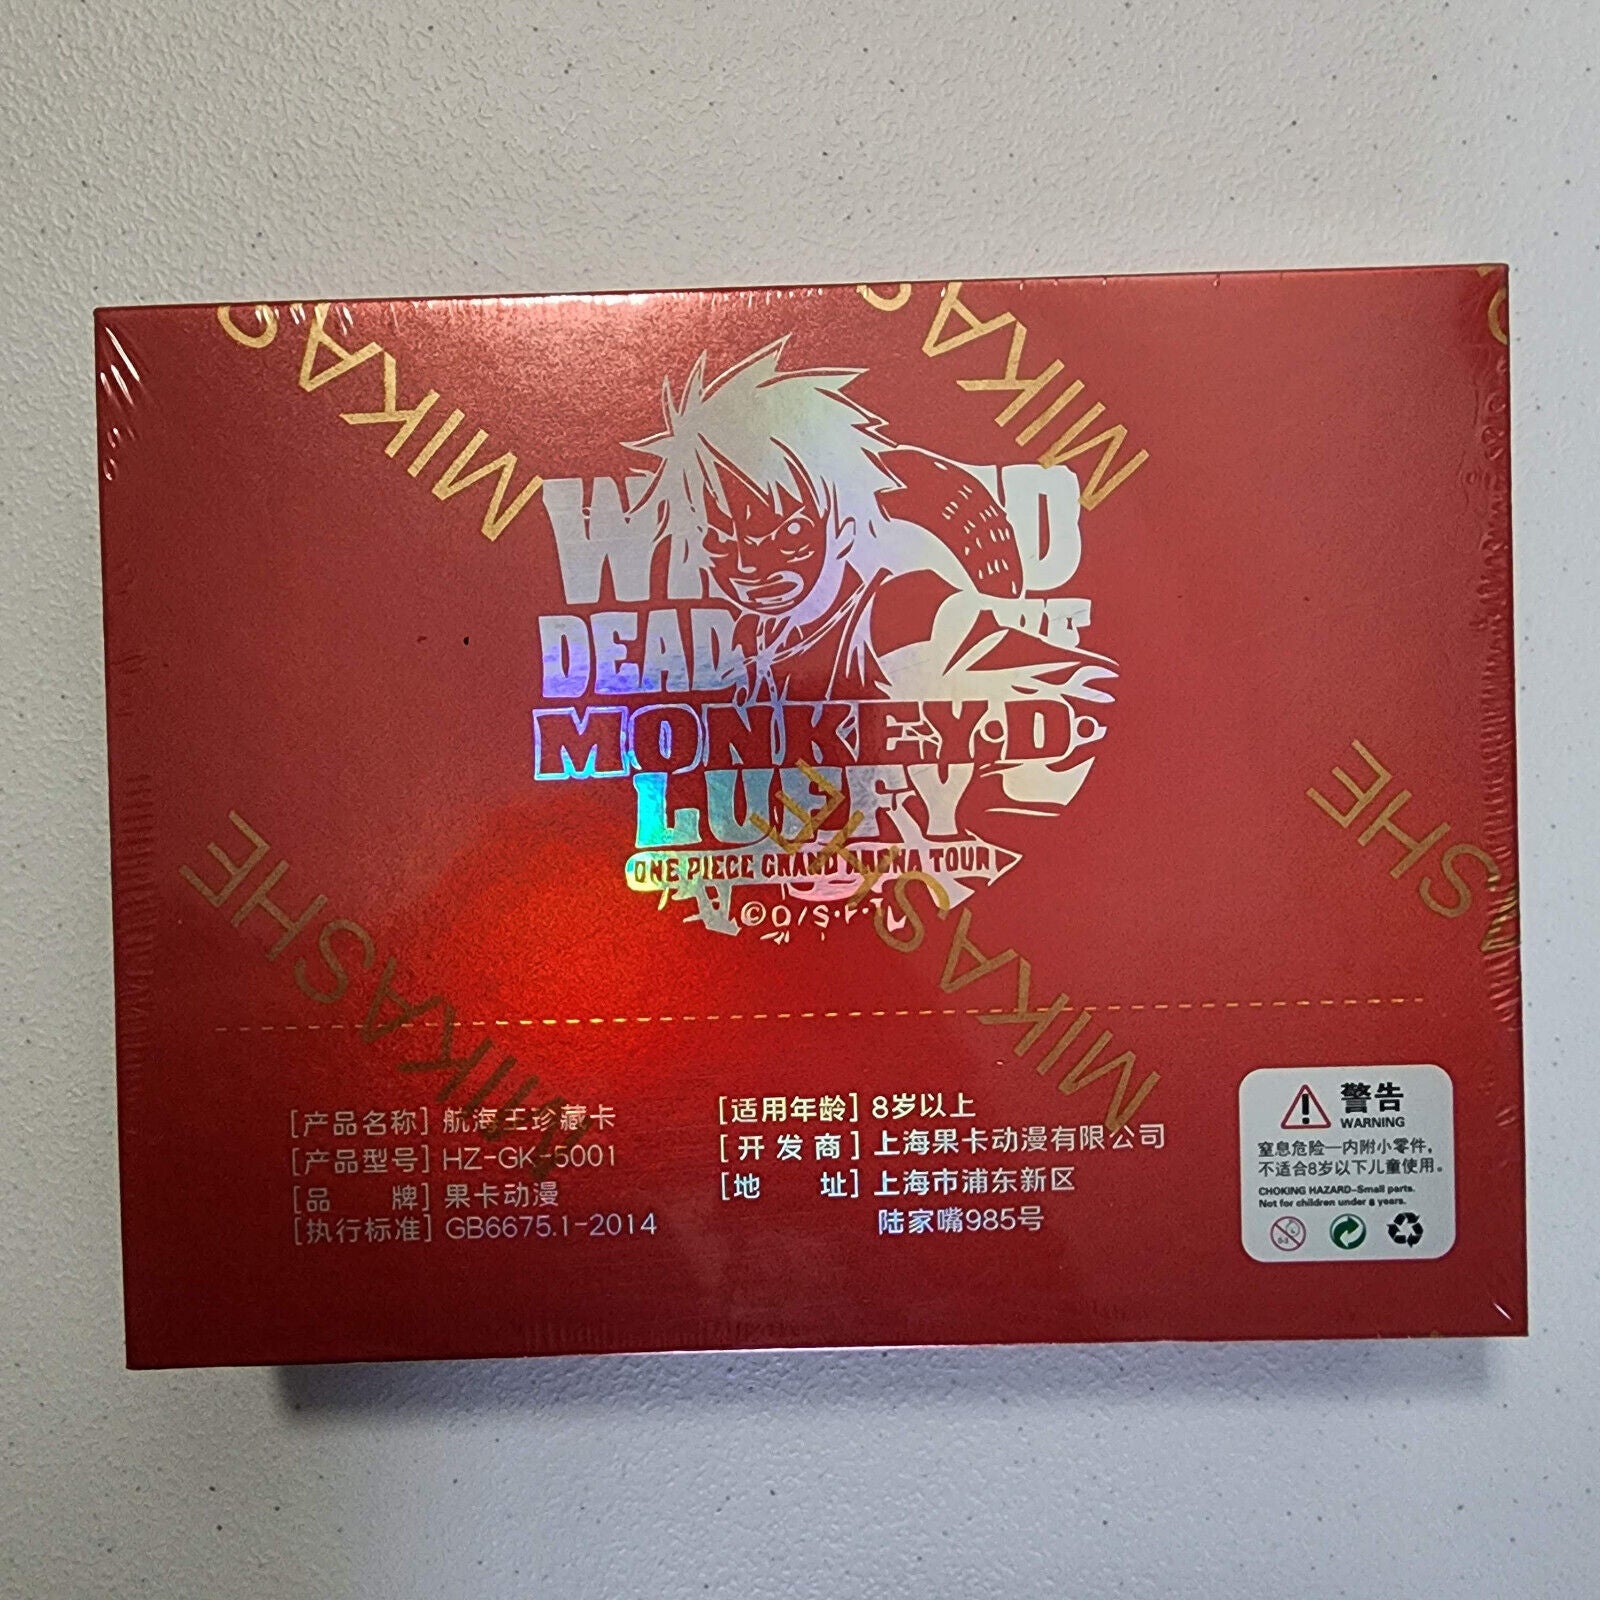 MIKAS
MIKAS
W D
DEAD OR
MONKEY·D·
LUFFY
ONE PIECE GRAND ARENA TOUR
MIKASHE
MIKASHE
SHE
[产品名称] 航海王珍藏卡
[产品型号] HZ-GK-5001
[品 牌] 果卡动漫
[执行标准] GB6675.1-2014
[适用年龄] 8岁以上
[开发商] 上海果卡动漫有限公司
[地 址] 上海市浦东新区
陆家嘴985号
警告
WARNING
窒息危险—内附小零件,
不适合8岁以下儿童使用。
CHOKING HAZARD-Small parts.
Not for children under 8 years.
0-3